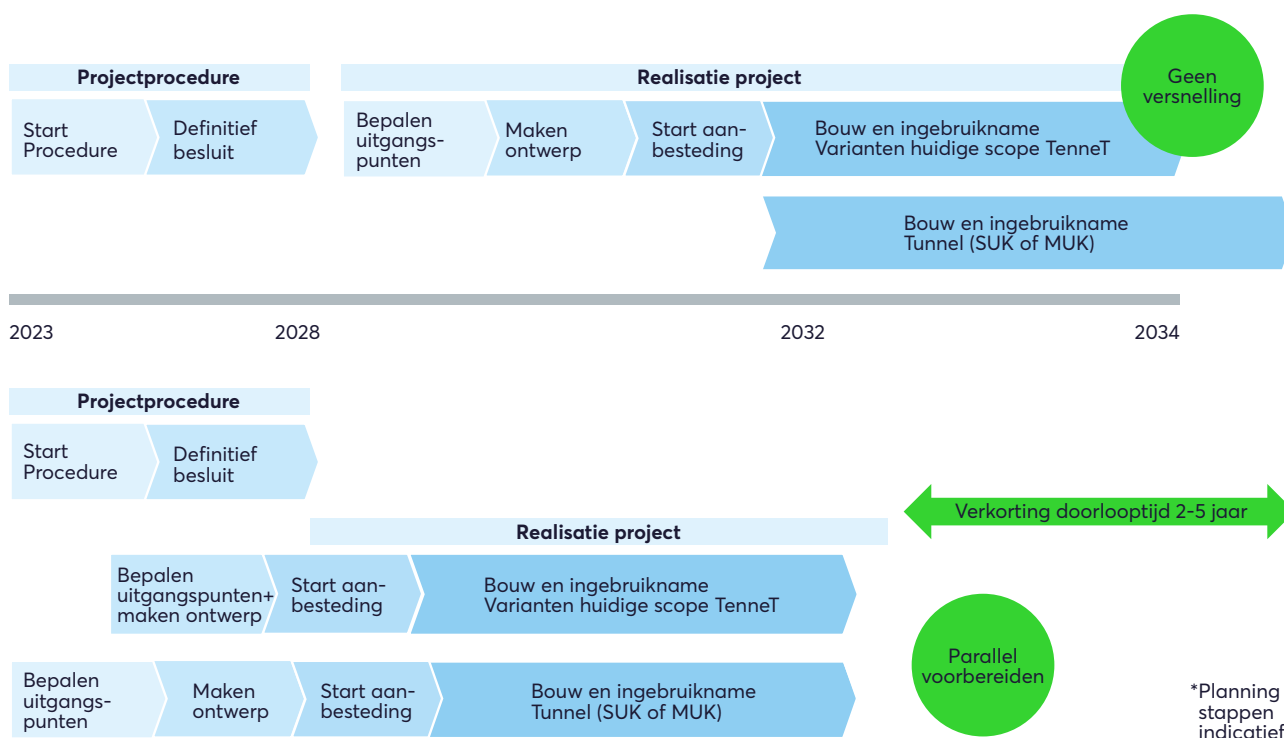 Projectprocedure
Realisatie project
Geen
versnelling
Start
Procedure
Definitief
besluit
Bepalen
uitgangs-
punten
Maken
ontwerp
Start aan-
besteding
Bouw en ingebruikname
Varianten huidige scope TenneT
Bouw en ingebruikname
Tunnel (SUK of MUK)
2023
2028
2032
2034
Projectprocedure
Start
Procedure
Definitief
besluit
Verkorting doorlooptijd 2-5 jaar
Realisatie project
Bepalen
uitgangspunten+
maken ontwerp
Start aan-
besteding
Bouw en ingebruikname
Varianten huidige scope TenneT
Parallel
voorbereiden
Bepalen
uitgangs-
punten
Maken
ontwerp
Start aan-
besteding
Bouw en ingebruikname
Tunnel (SUK of MUK)
*Planning
stappen
indicatief